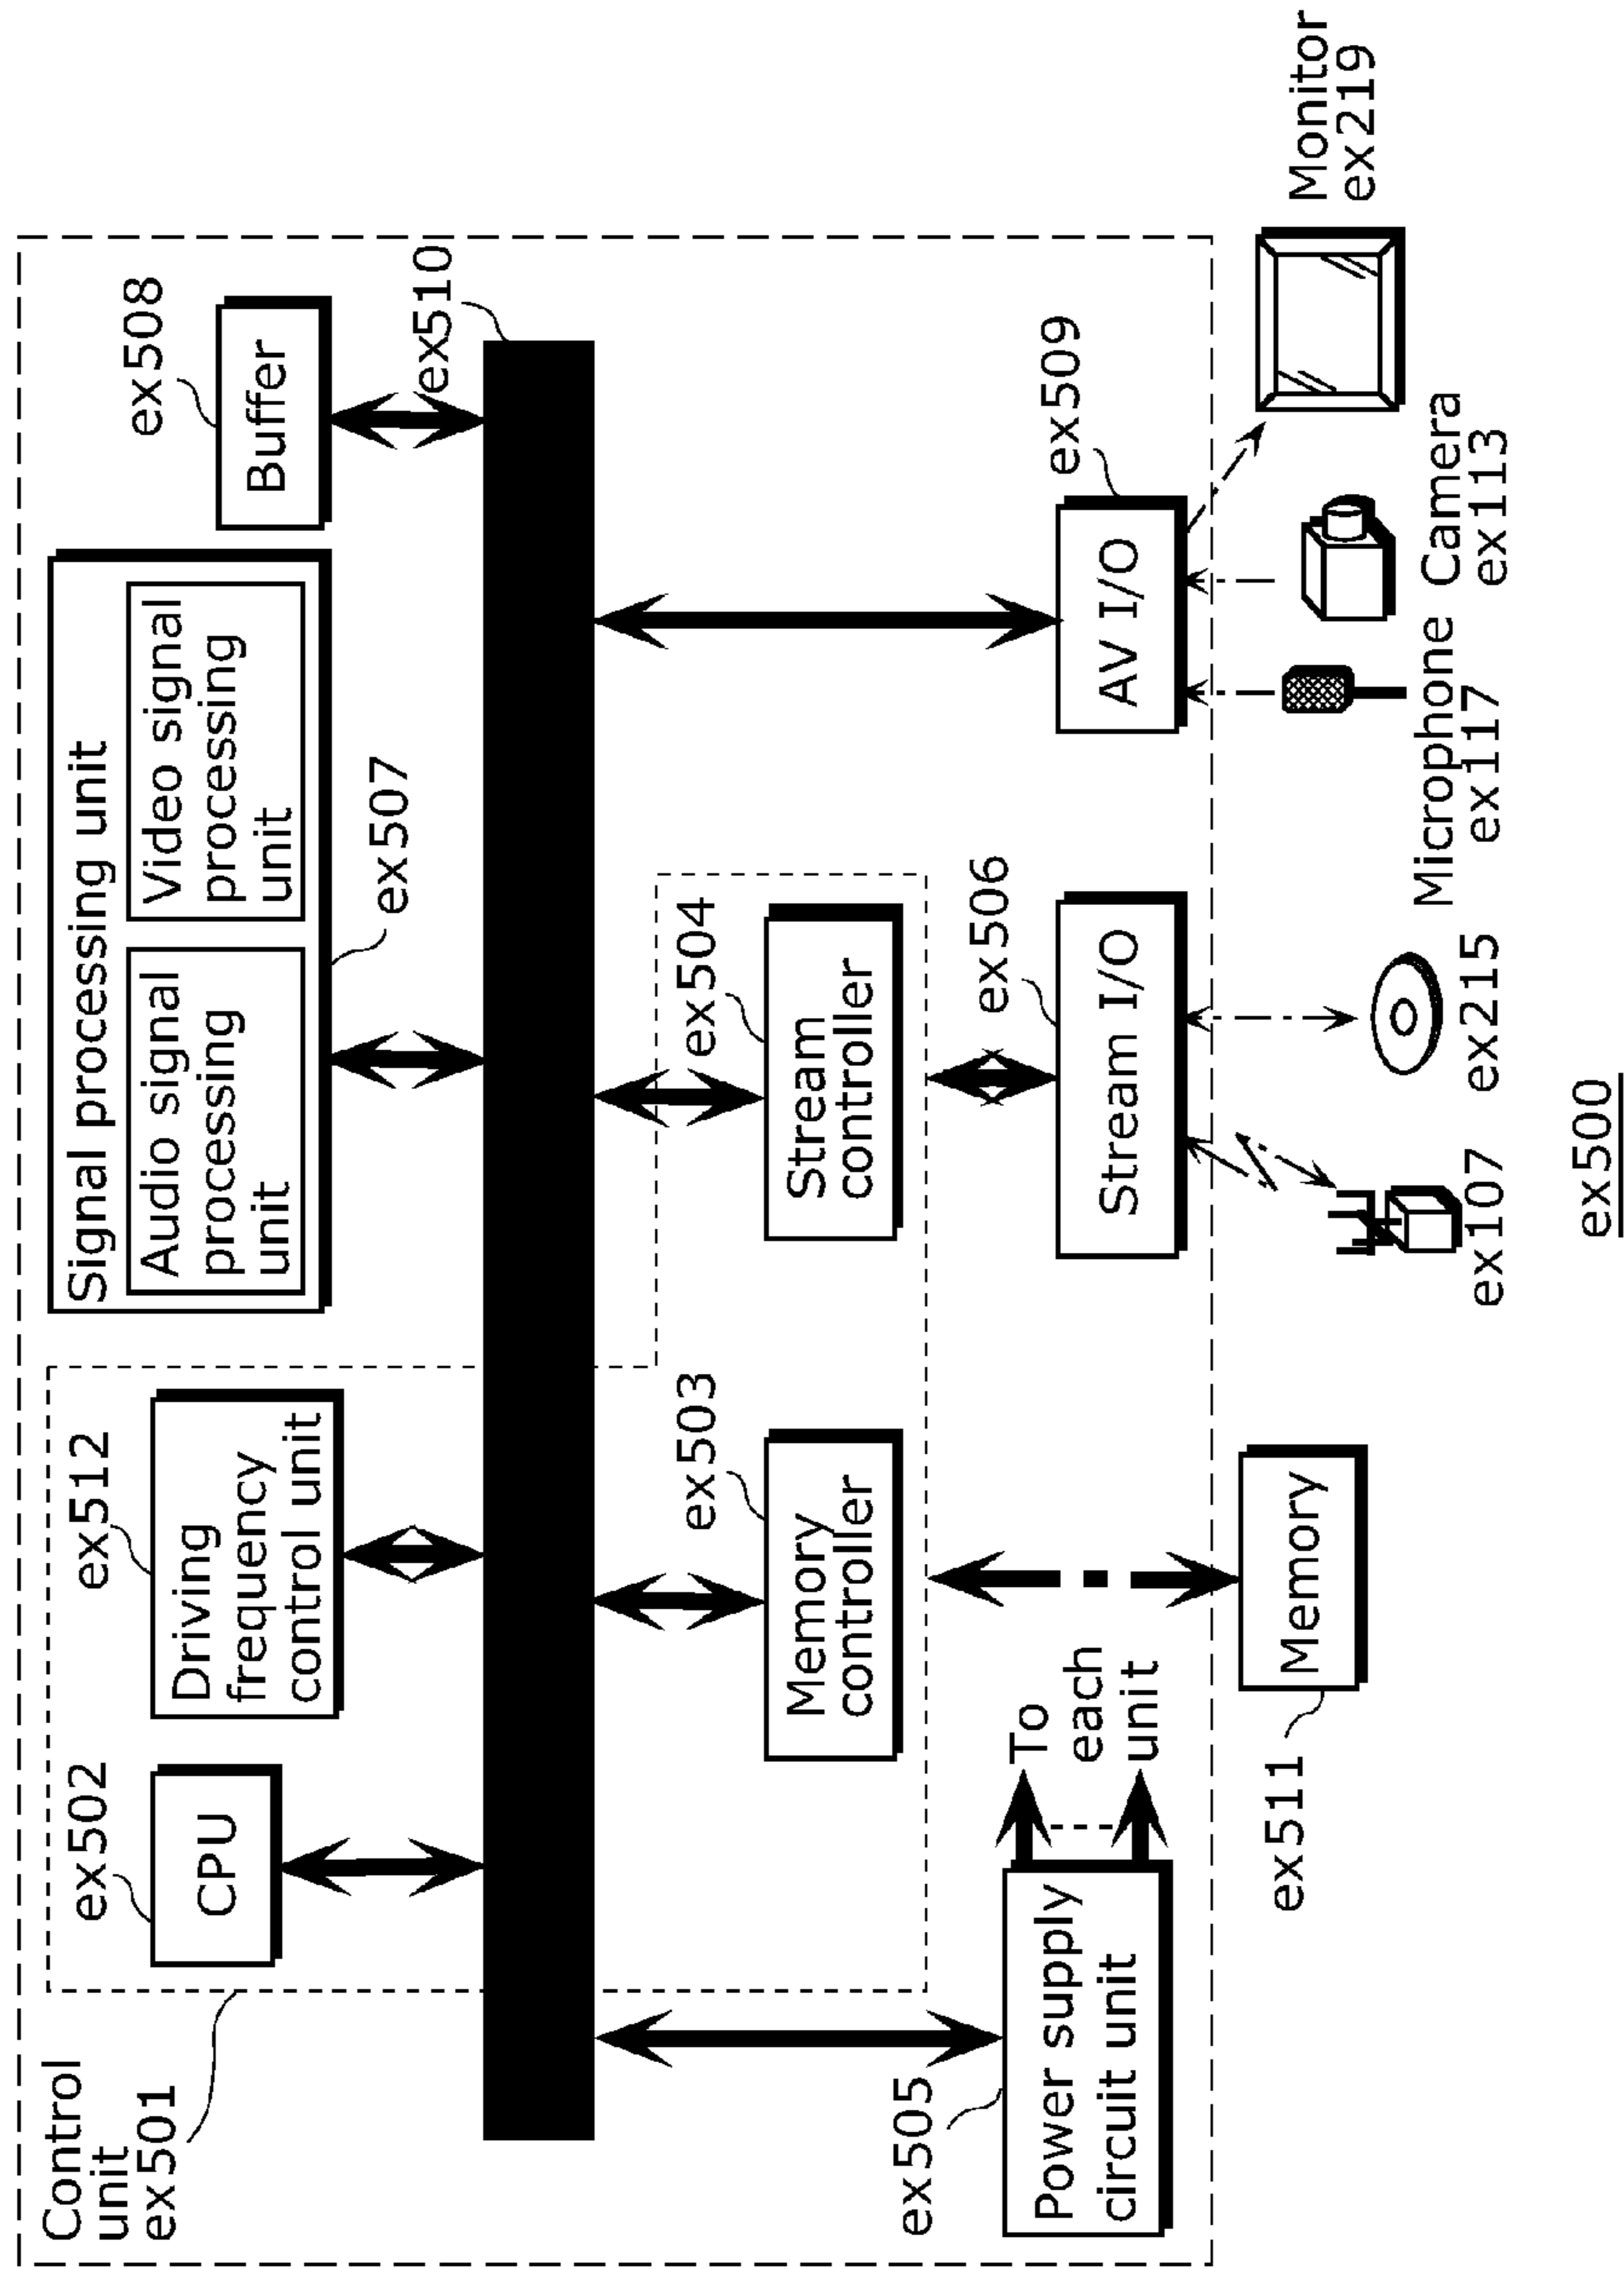 Control
unit
ex501
ex502
CPU
ex512
Driving
frequency
control unit
Signal processing unit
Audio signal
processing
unit
Video signal
processing
unit
ex507
ex508
Buffer
ex510
ex503
Memory
controller
ex504
Stream
controller
ex505
Power supply
circuit unit
To
each
unit
ex506
Stream I/O
ex509
AV I/O
ex511
Memory
ex107
ex215
Microphone
ex117
Camera
ex113
Monitor
ex219
ex500